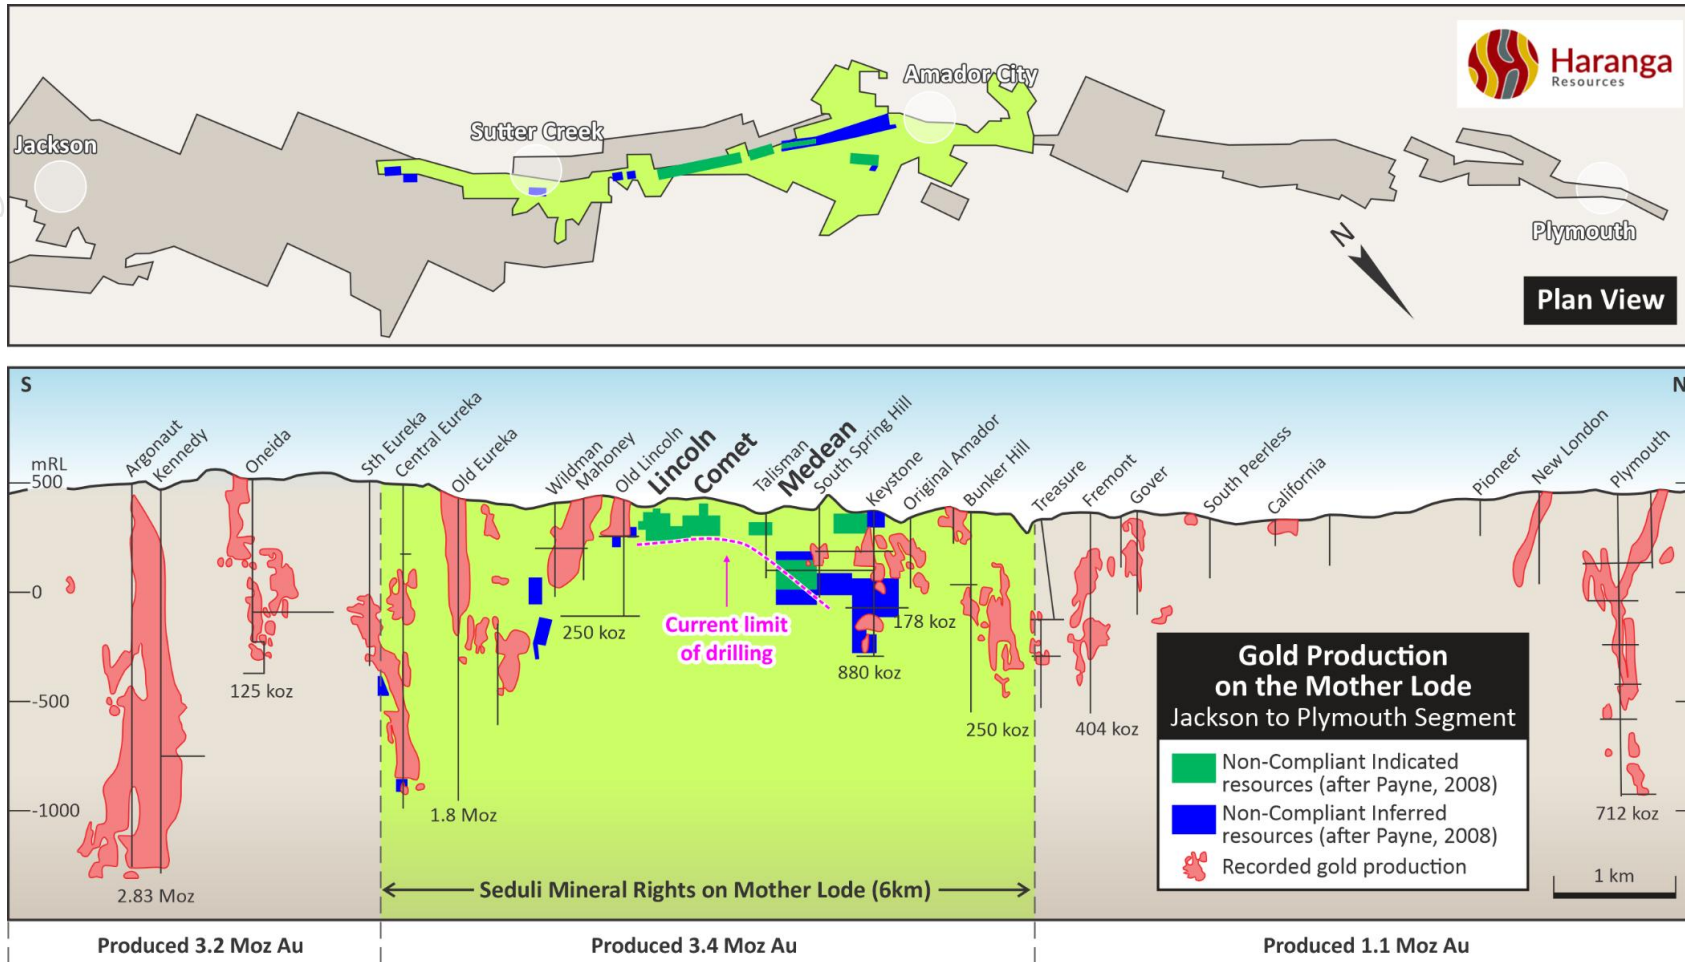 Haranga
Resources
Amador City
Sutter Creek
Jackson
Plymouth
N
Plan View
S
N
mRL
500
0
-500
-1000
Argonaut
Kennedy
Oneida
Sth Eureka
Central Eureka
Old Eureka
Wildman
Mahoney
Old Lincoln
Lincoln
Comet
Talisman
Medean
South Spring Hill
Keystone
Original Amador
Bunker Hill
Treasure
Fremont
Gover
South Peerless
California
Pioneer
New London
Plymouth
Current limit
of drilling
250 koz
178 koz
880 koz
125 koz
250 koz
404 koz
1.8 Moz
712 koz
2.83 Moz
Gold Production
on the Mother Lode
Jackson to Plymouth Segment
Non-Compliant Indicated
resources (after Payne, 2008)
Non-Compliant Inferred
resources (after Payne, 2008)
Recorded gold production
1 km
Seduli Mineral Rights on Mother Lode (6km)
Produced 3.2 Moz Au
Produced 3.4 Moz Au
Produced 1.1 Moz Au